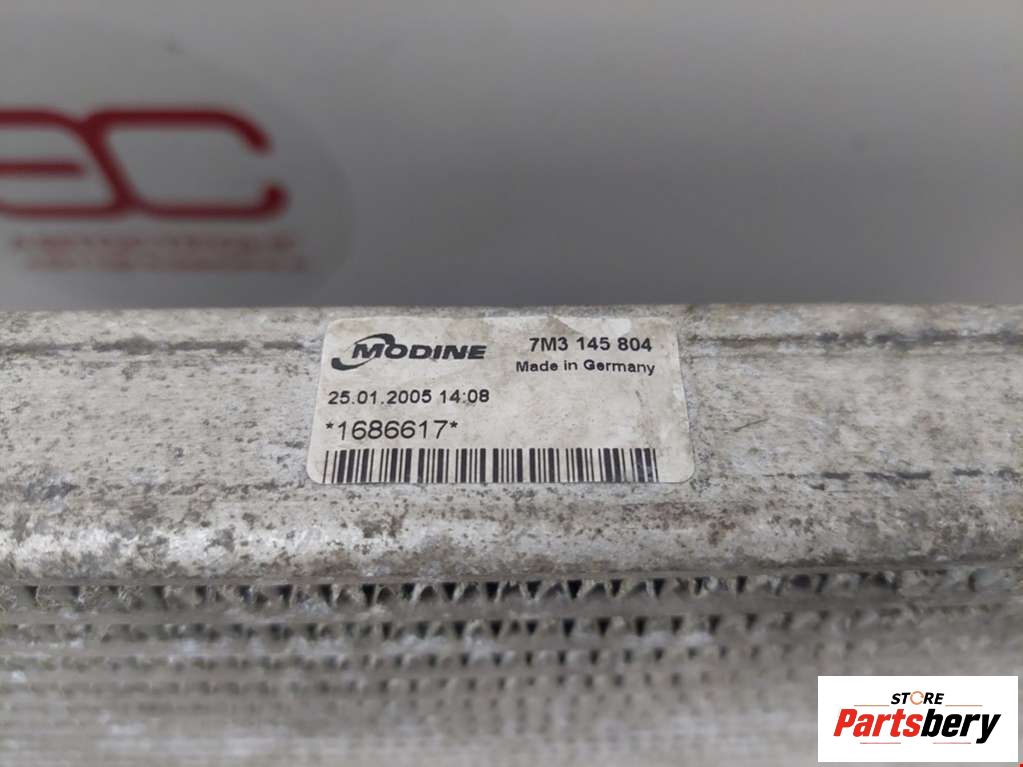 MODINE
7M3 145 804
Made in Germany
25.01.2005 14:08
*1686617*
STORE
Partsbery